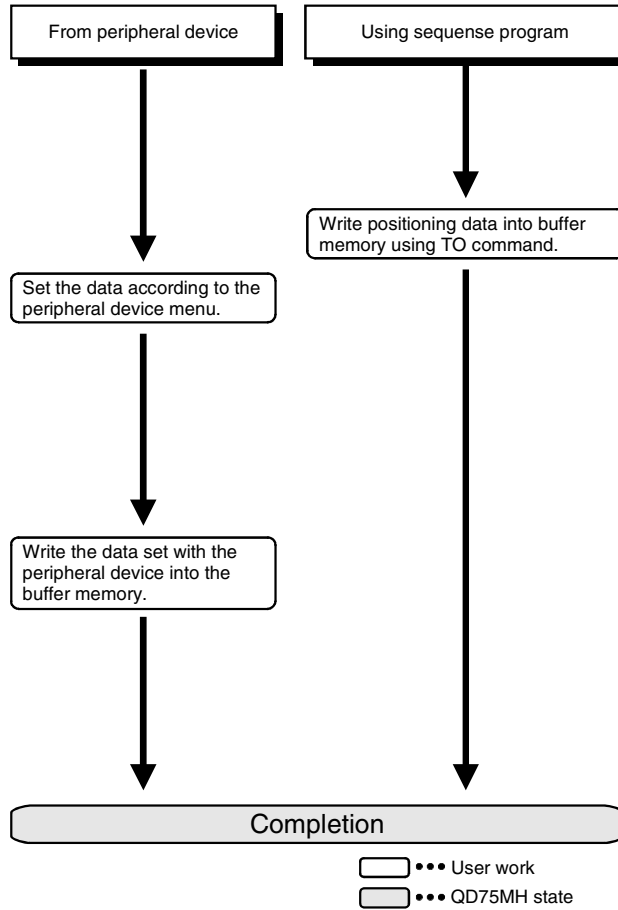 From peripheral device
Using sequense program
Write positioning data into buffer
memory using TO command.
Set the data according to the
peripheral device menu.
Write the data set with the
peripheral device into the
buffer memory.
Completion
••• User work
••• QD75MH state